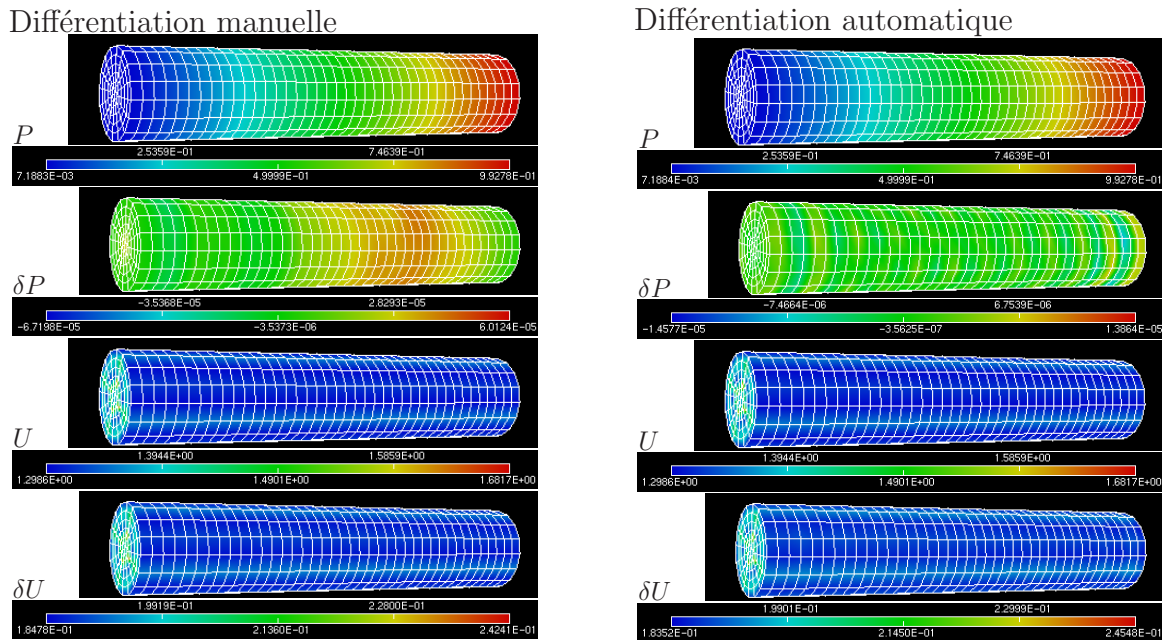 Différentiation manuelle
P
2.5359E−01 7.4639E−01
7.1883E−03 4.9999E−01 9.9278E−01
δP
−3.5368E−05 2.8293E−05
−6.7198E−05 −3.5373E−06 6.0124E−05
U
1.3944E+00 1.5859E+00
1.2986E+00 1.4901E+00 1.6817E+00
δU
1.9919E−01 2.2800E−01
1.8478E−01 2.1360E−01 2.4241E−01
Différentiation automatique
P
2.5359E−01 7.4639E−01
7.1884E−03 4.9999E−01 9.9278E−01
δP
−7.4664E−06 6.7539E−06
−1.4577E−05 −3.5625E−07 1.3864E−05
U
1.3944E+00 1.5859E+00
1.2986E+00 1.4901E+00 1.6817E+00
δU
1.9901E−01 2.2999E−01
1.8352E−01 2.1450E−01 2.4548E−01